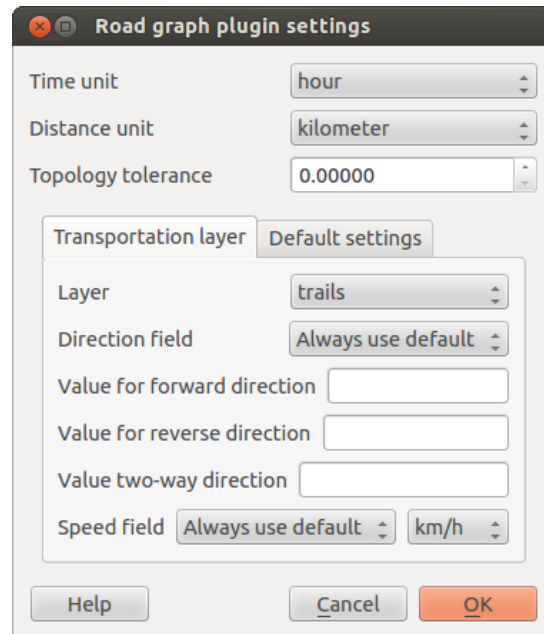 Road graph plugin settings
Time unit hour
Distance unit kilometer
Topology tolerance 0.00000
Transportation layer Default settings
Layer trails
Direction field Always use default
Value for forward direction
Value for reverse direction
Value two-way direction
Speed field Always use default km/h
Help Cancel OK